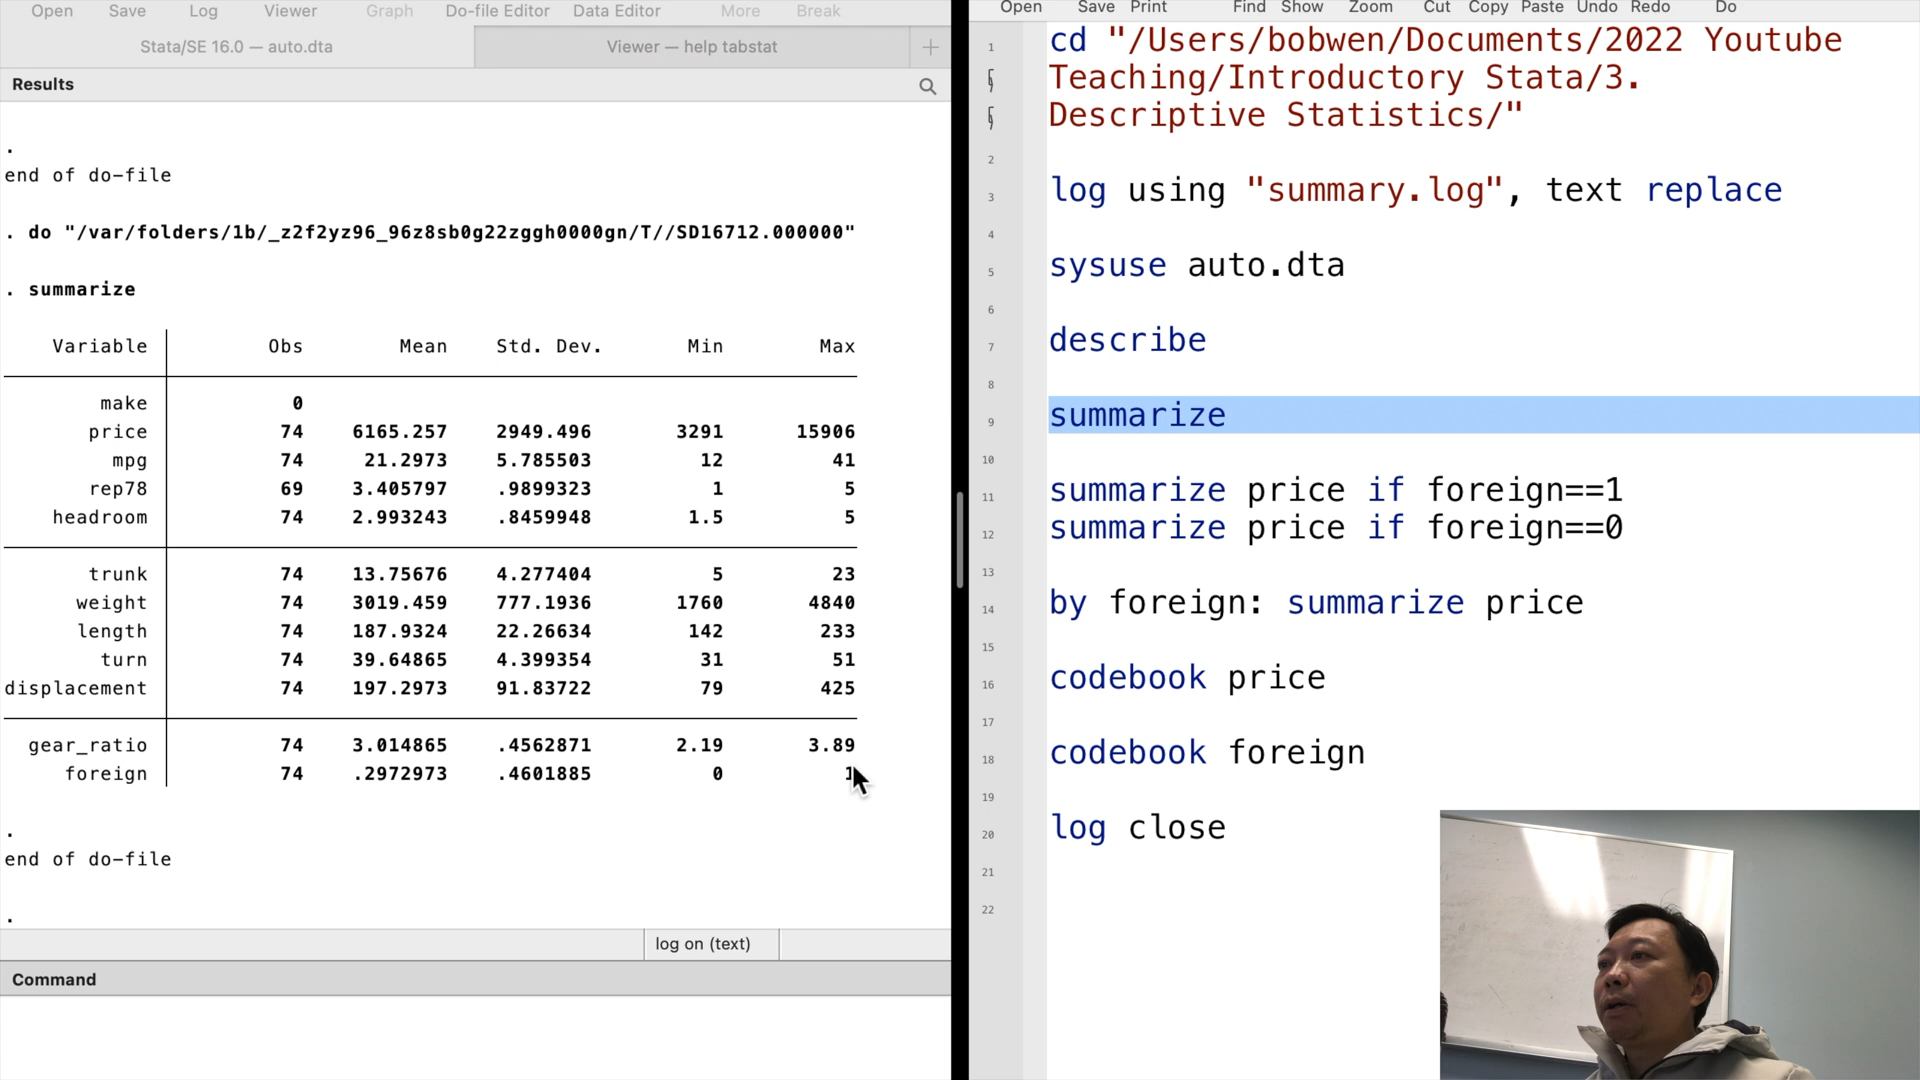 Open Save Log Viewer Graph Do-file Editor Data Editor More Break
Stata/SE 16.0 — auto.dta
Viewer — help tabstat
Results
.
end of do-file
. do "/var/folders/1b/_z2f2yz96_96z8sb0g22zggh0000gn/T//SD16712.000000"
. summarize
Variable Obs Mean Std. Dev. Min Max
make 0
price 74 6165.257 2949.496 3291 15906
mpg 74 21.2973 5.785503 12 41
rep78 69 3.405797 .9899323 1 5
headroom 74 2.993243 .8459948 1.5 5
trunk 74 13.75676 4.277404 5 23
weight 74 3019.459 777.1936 1760 4840
length 74 187.9324 22.26634 142 233
turn 74 39.64865 4.399354 31 51
displacement 74 197.2973 91.83722 79 425
gear_ratio 74 3.014865 .4562871 2.19 3.89
foreign 74 .2972973 .4601885 0 1
.
end of do-file
.
log on (text)
Command
Open Save Print Find Show Zoom Cut Copy Paste Undo Redo Do
1 cd "/Users/bobwen/Documents/2022 Youtube
Teaching/Introductory Stata/3.
Descriptive Statistics/"
2
3 log using "summary.log", text replace
4
5 sysuse auto.dta
6
7 describe
8
9 summarize
10
11 summarize price if foreign==1
12 summarize price if foreign==0
13
14 by foreign: summarize price
15
16 codebook price
17
18 codebook foreign
19
20 log close
21
22